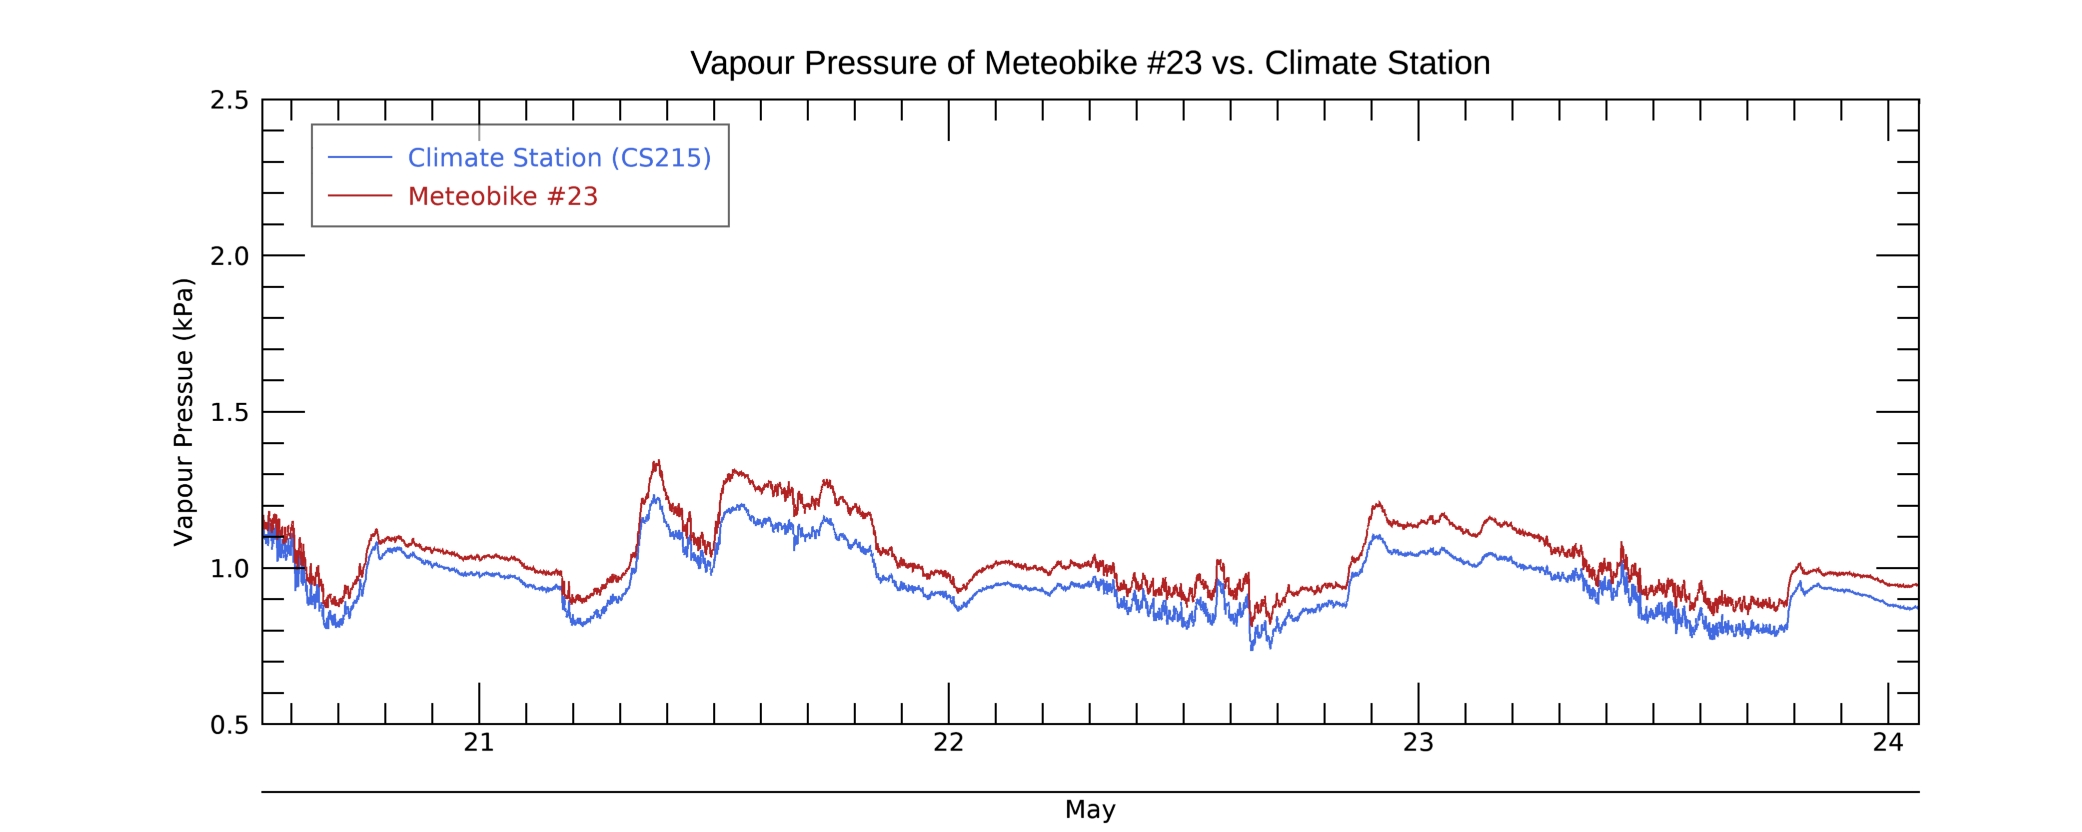 Vapour Pressure of Meteobike #23 vs. Climate Station
2.5
Climate Station (CS215)
Meteobike #23
2.0
Vapour Pressue (kPa)
1.5
1.0
0.5
21 22 23 24
May